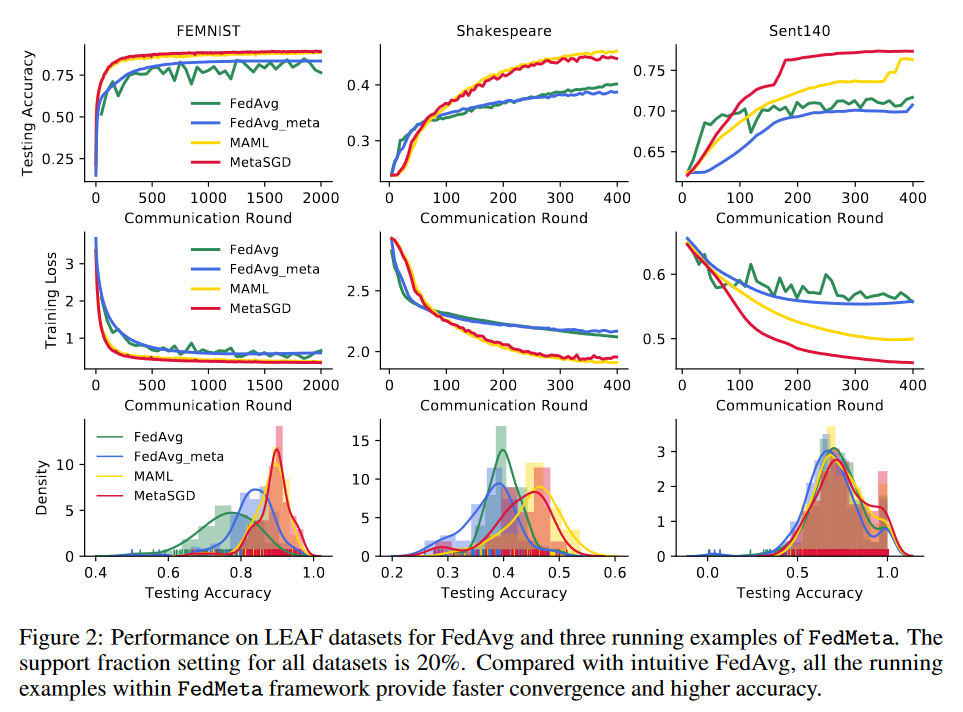 FEMNIST
Shakespeare
Sent140
Testing Accuracy
0.75
0.50
0.25
FedAvg
FedAvg_meta
MAML
MetaSGD
0 500 1000 1500 2000
Communication Round
0.4
0.3
0 100 200 300 400
Communication Round
0.75
0.70
0.65
0 100 200 300 400
Communication Round
Training Loss
3
2
1
FedAvg
FedAvg_meta
MAML
MetaSGD
0 500 1000 1500 2000
Communication Round
2.5
2.0
0 100 200 300 400
Communication Round
0.6
0.5
0 100 200 300 400
Communication Round
Density
10
5
0
FedAvg
FedAvg_meta
MAML
MetaSGD
0.4 0.6 0.8 1.0
Testing Accuracy
15
10
5
0
0.2 0.3 0.4 0.5 0.6
Testing Accuracy
3
2
1
0
0.0 0.5 1.0
Testing Accuracy
Figure 2: Performance on LEAF datasets for FedAvg and three running examples of FedMeta. The
support fraction setting for all datasets is 20%. Compared with intuitive FedAvg, all the running
examples within FedMeta framework provide faster convergence and higher accuracy.